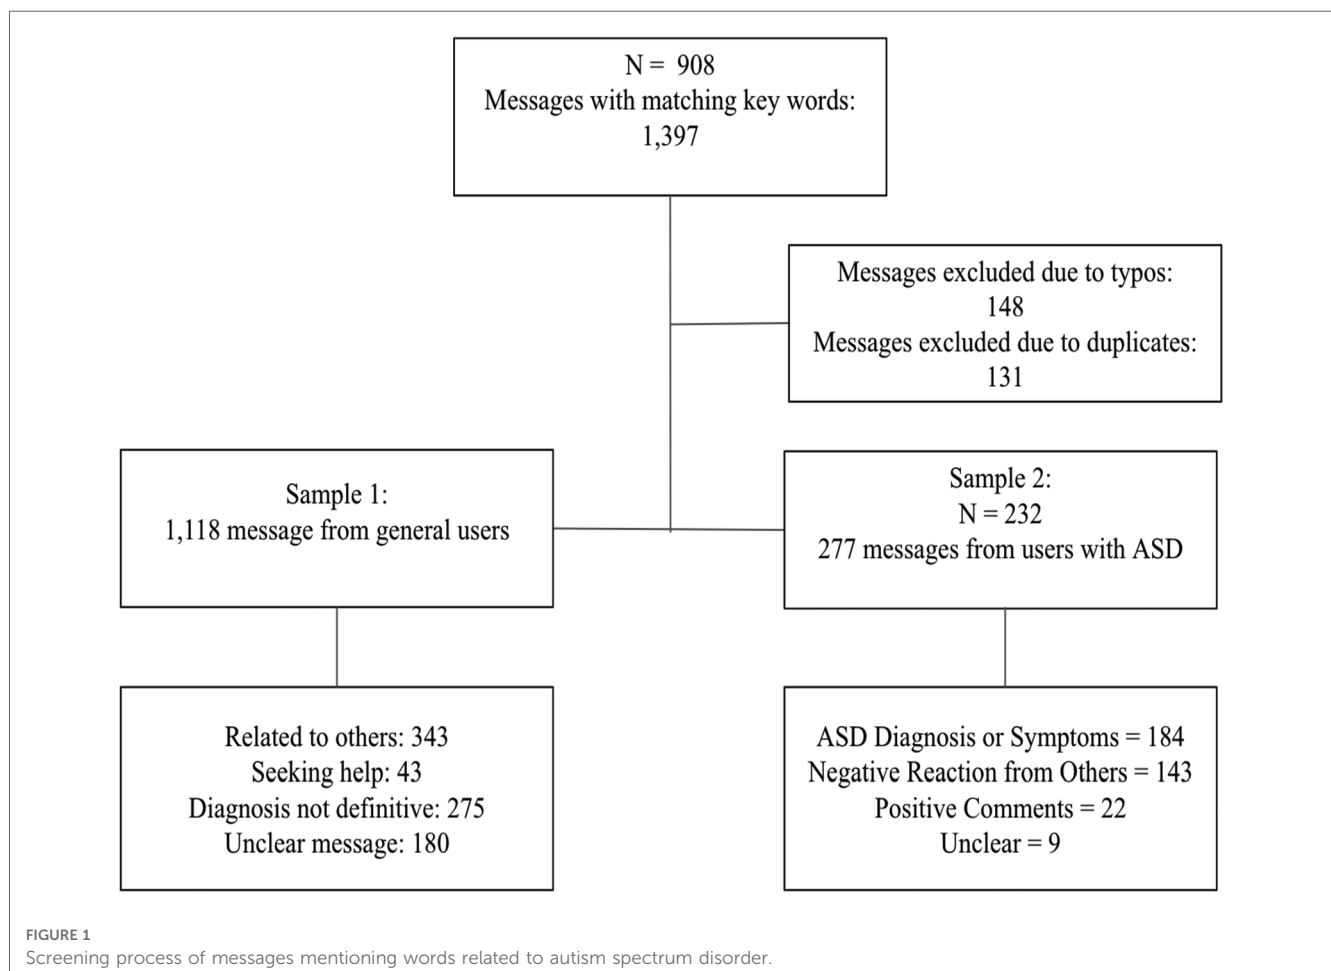 N = 908
Messages with matching key words:
1,397
Messages excluded due to typos:
148
Messages excluded due to duplicates:
131
Sample 1:
1,118 message from general users
Sample 2:
N = 232
277 messages from users with ASD
Related to others: 343
Seeking help: 43
Diagnosis not definitive: 275
Unclear message: 180
ASD Diagnosis or Symptoms = 184
Negative Reaction from Others = 143
Positive Comments = 22
Unclear = 9
FIGURE 1
Screening process of messages mentioning words related to autism spectrum disorder.